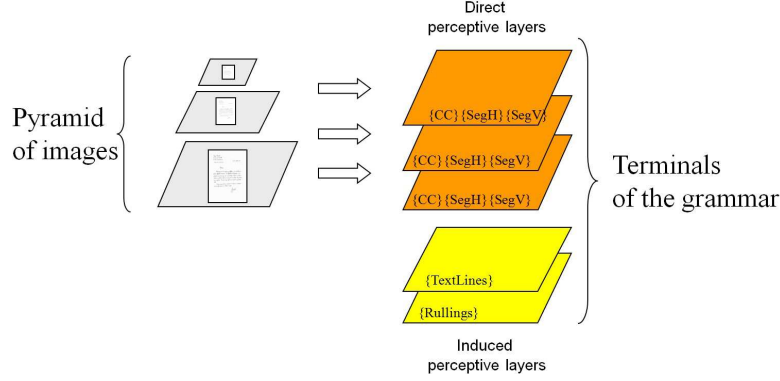 Direct
perceptive layers
Pyramid
of images
{CC}{SegH}{SegV}
{CC}{SegH}{SegV}
{CC}{SegH}{SegV}
Terminals
of the grammar
{TextLines}
{Rullings}
Induced
perceptive layers